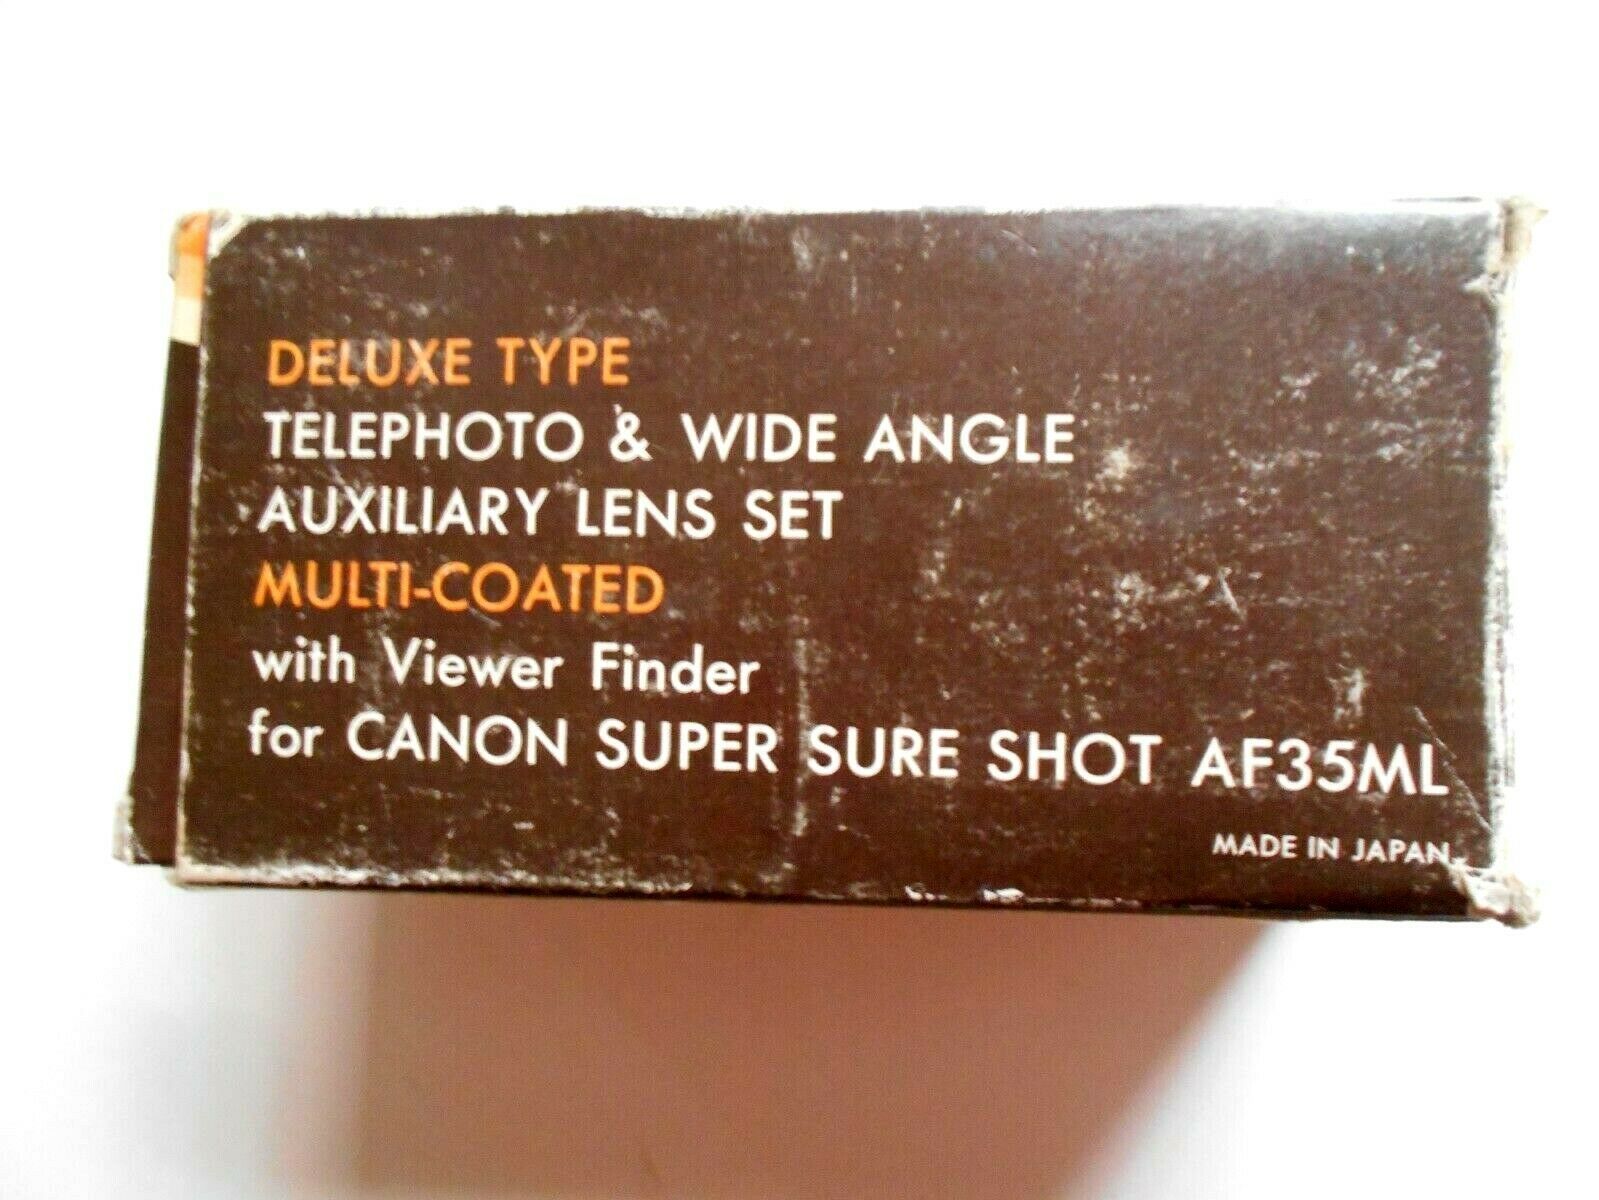 DELUXE TYPE
TELEPHOTO & WIDE ANGLE
AUXILIARY LENS SET
MULTI-COATED
with Viewer Finder
for CANON SUPER SURE SHOT AF35ML
MADE IN JAPAN